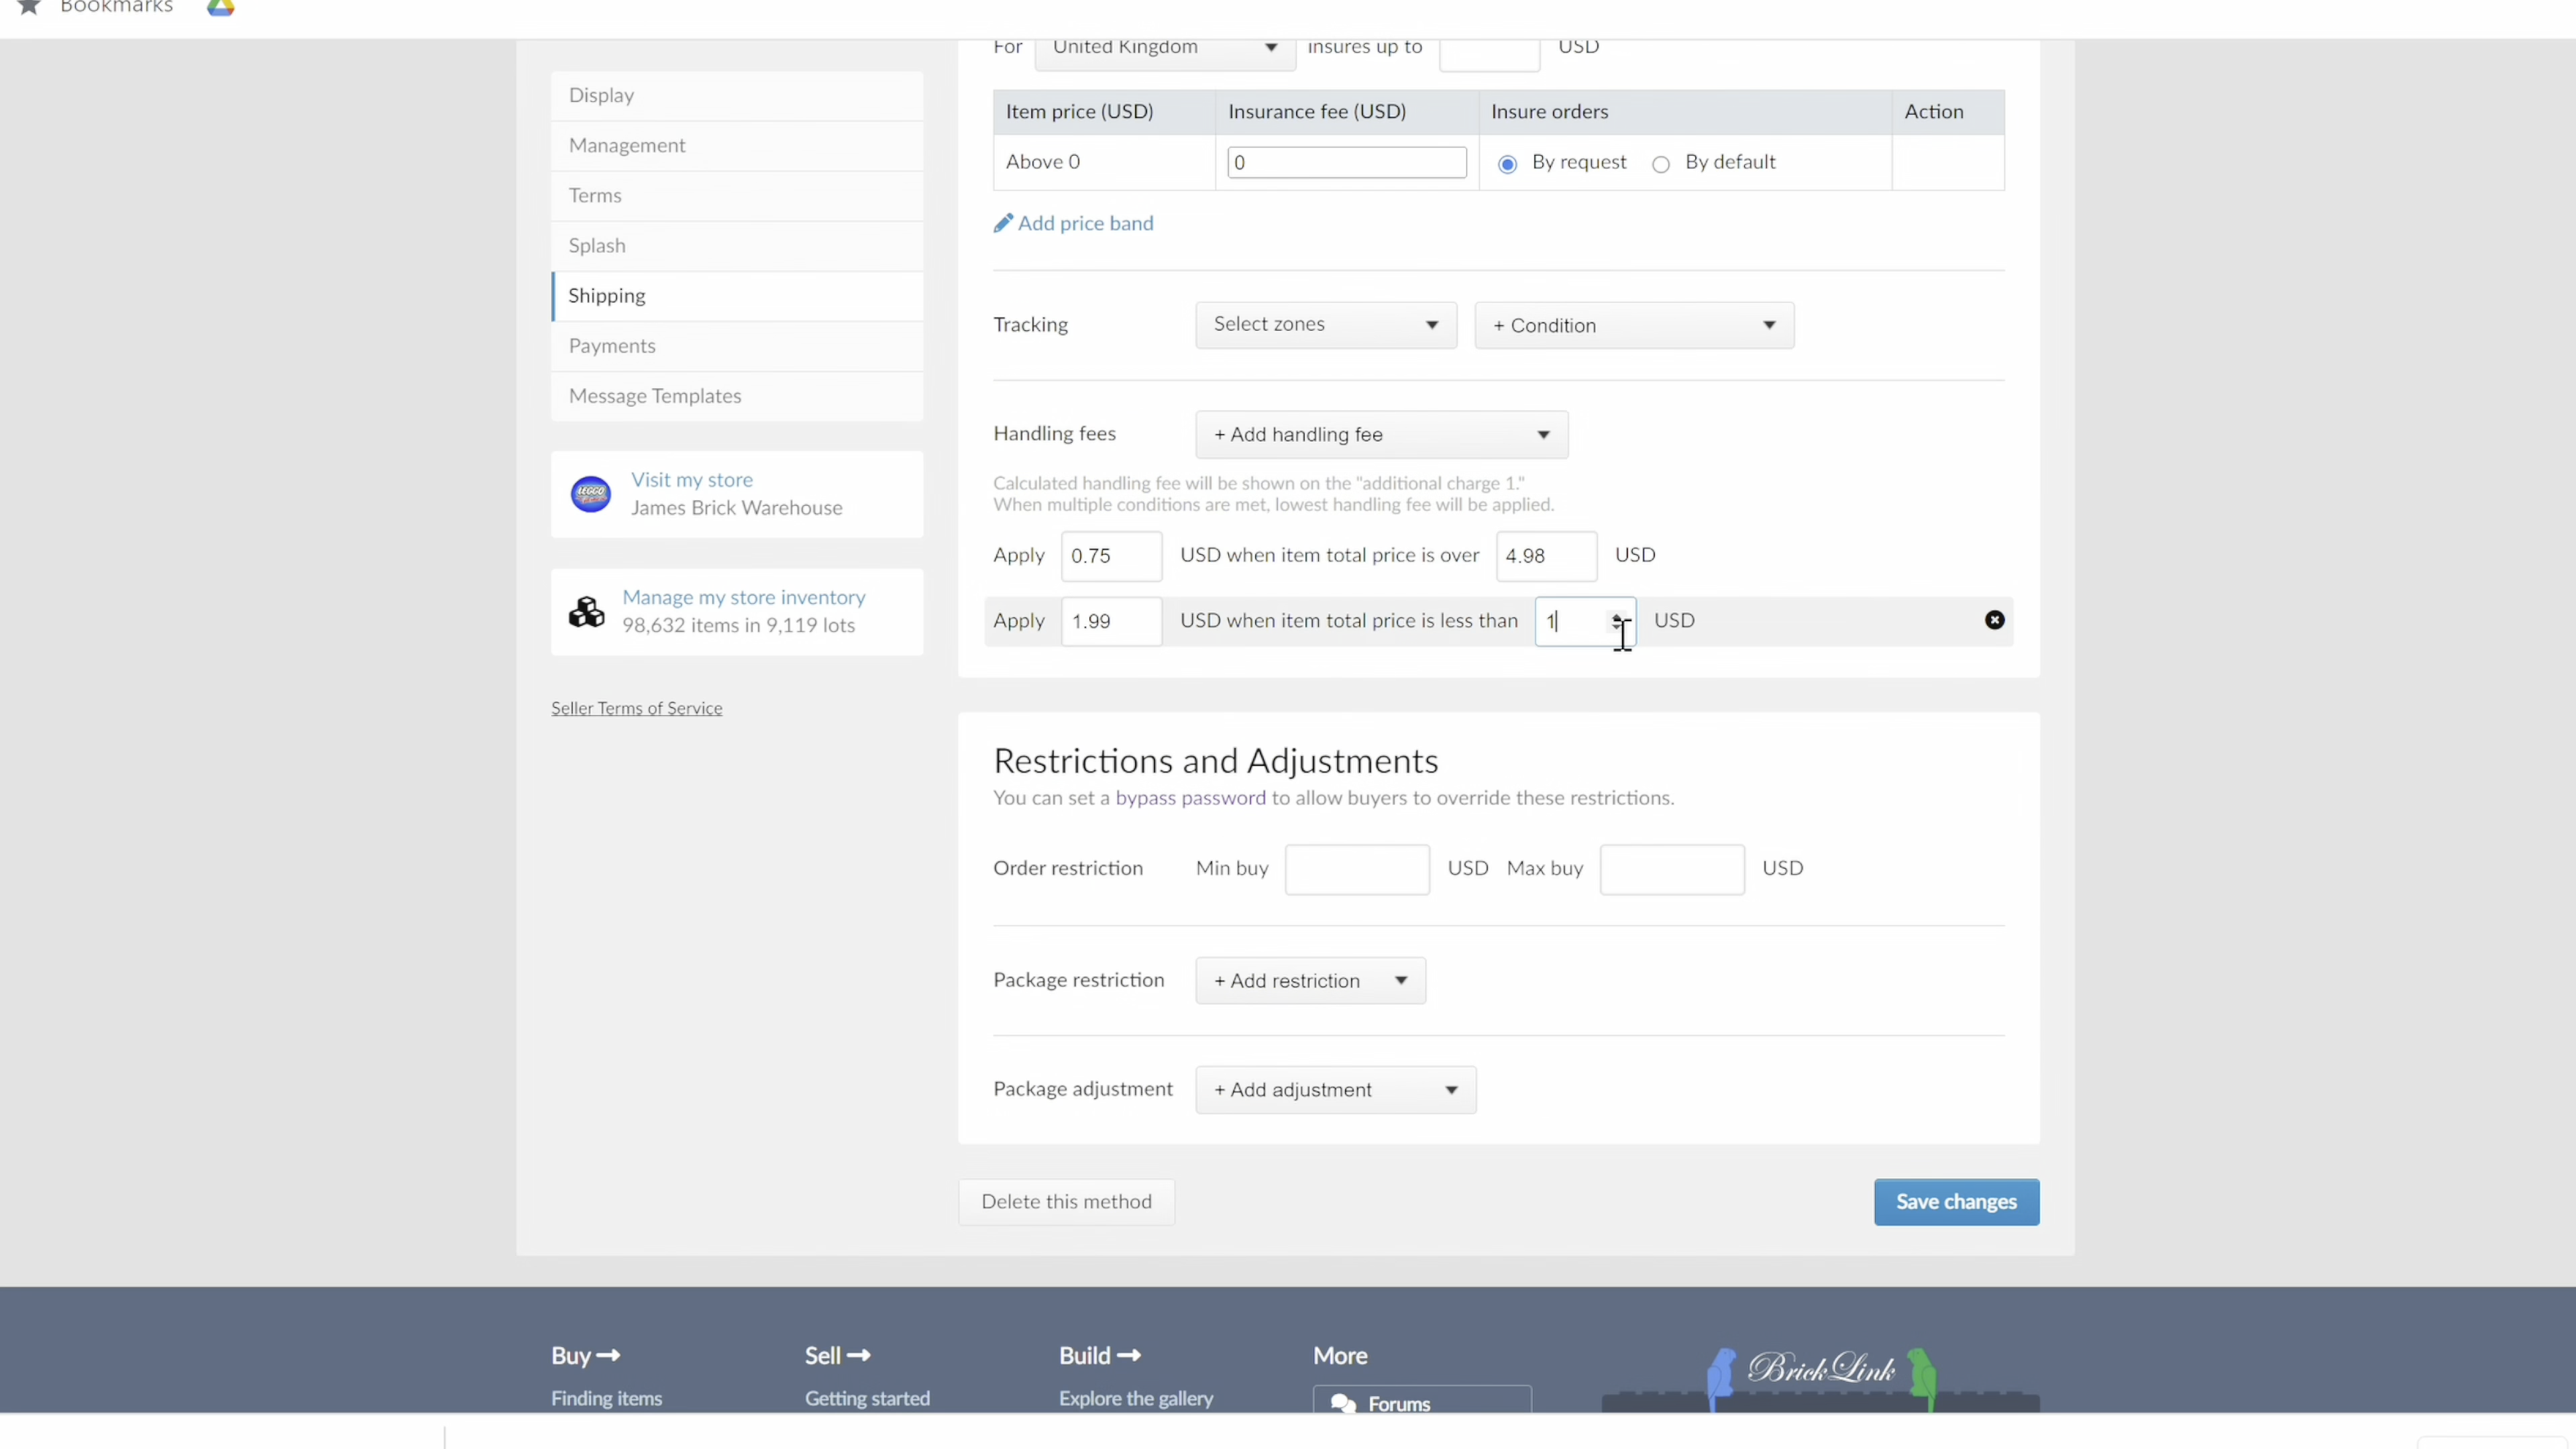 Bookmarks
For United Kingdom insures up to USD
Display
Management
Terms
Splash
Shipping
Payments
Message Templates
Visit my store
James Brick Warehouse
Manage my store inventory
98,632 items in 9,119 lots
Seller Terms of Service
Item price (USD) Insurance fee (USD) Insure orders Action
Above 0 0 By request By default
Add price band
Tracking Select zones + Condition
Handling fees + Add handling fee
Calculated handling fee will be shown on the "additional charge 1."
When multiple conditions are met, lowest handling fee will be applied.
Apply 0.75 USD when item total price is over 4.98 USD
Apply 1.99 USD when item total price is less than 1 USD
Restrictions and Adjustments
You can set a bypass password to allow buyers to override these restrictions.
Order restriction Min buy USD Max buy USD
Package restriction + Add restriction
Package adjustment + Add adjustment
Delete this method Save changes
Buy Sell Build More
Finding items Getting started Explore the gallery Forums
BrickLink